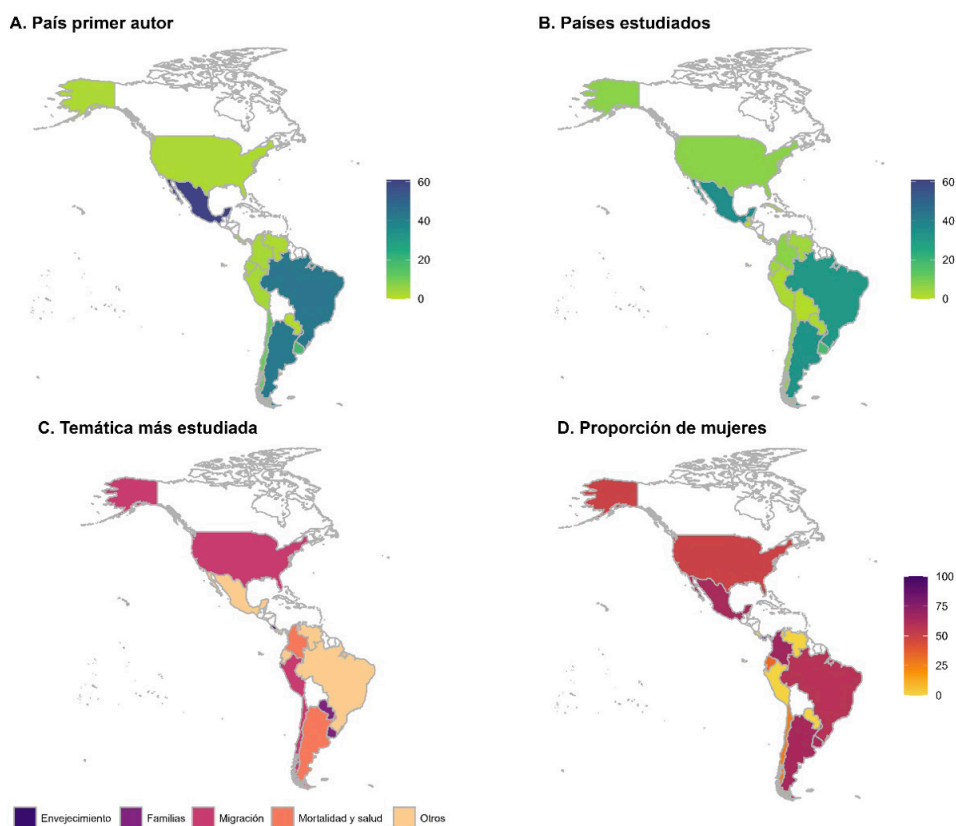 A. País primer autor
60
40
20
0
B. Países estudiados
60
40
20
0
C. Temática más estudiada
Envejecimiento Familias Migración Mortalidad y salud Otros
D. Proporción de mujeres
100
75
50
25
0